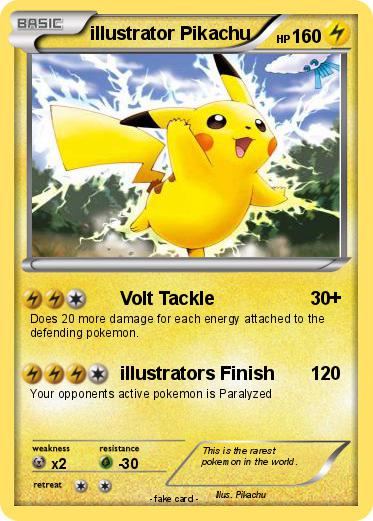 BASIC
illustrator Pikachu HP 160
Volt Tackle 30+
Does 20 more damage for each energy attached to the
defending pokemon.
illustrators Finish 120
Your opponents active pokemon is Paralyzed
weakness resistance
x2 -30
retreat
This is the rarest
pokemon in the world.
- fake card -
Illus. Pikachu